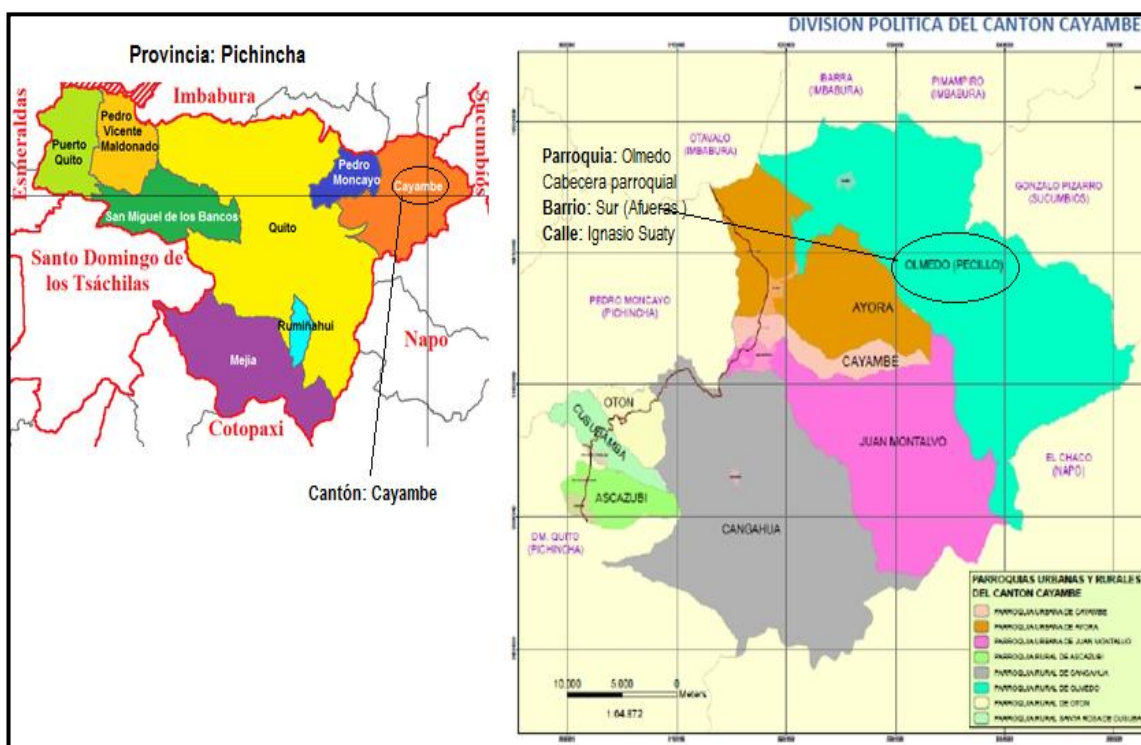 Provincia: Pichincha
Esmeraldas
Imbabura
Sucumbíos
Puerto
Quito
Pedro
Vicente
Maldonado
Pedro
Moncayo
Cayambe
San Miguel de los Bancos
Quito
Santo Domingo de
los Tsáchilas
Rumiñahui
Mejía
Napo
Cotopaxi
Cantón: Cayambe
DIVISION POLITICA DEL CANTON CAYAMBE
IBARRA
(IMBABURA)
PIMAMPIRO
(IMBABURA)
OTAVALO
(IMBABURA)
Parroquia: Olmedo
Cabecera parroquial
Barrio: Sur (Afueras )
Calle: Ignasio Suaty
GONZALO PIZARRO
(SUCUMBIOS)
OLMEDO (PECILLO)
PEDRO MONCAYO
(PICHINCHA)
AYORA
CAYAMBE
OTON
CUSUBAMBA
JUAN MONTALVO
EL CHACO
(NAPO)
ASCAZUBI
CANGAHUA
DM. QUITO
(PICHINCHA)
PARROQUIAS URBANAS Y RURALES
DEL CANTON CAYAMBE
PARROQUIA URBANA DE CAYAMBE
PARROQUIA URBANA DE AYORA
PARROQUIA URBANA DE JUAN MONTALVO
PARROQUIA RURAL DE ASCAZUBI
PARROQUIA RURAL DE CANGAHUA
PARROQUIA RURAL DE OLMEDO
PARROQUIA RURAL DE OTON
PARROQUIA RURAL SANTA ROSA DE CUSUBA
10.000 5.000 0
Meters
1:64.872